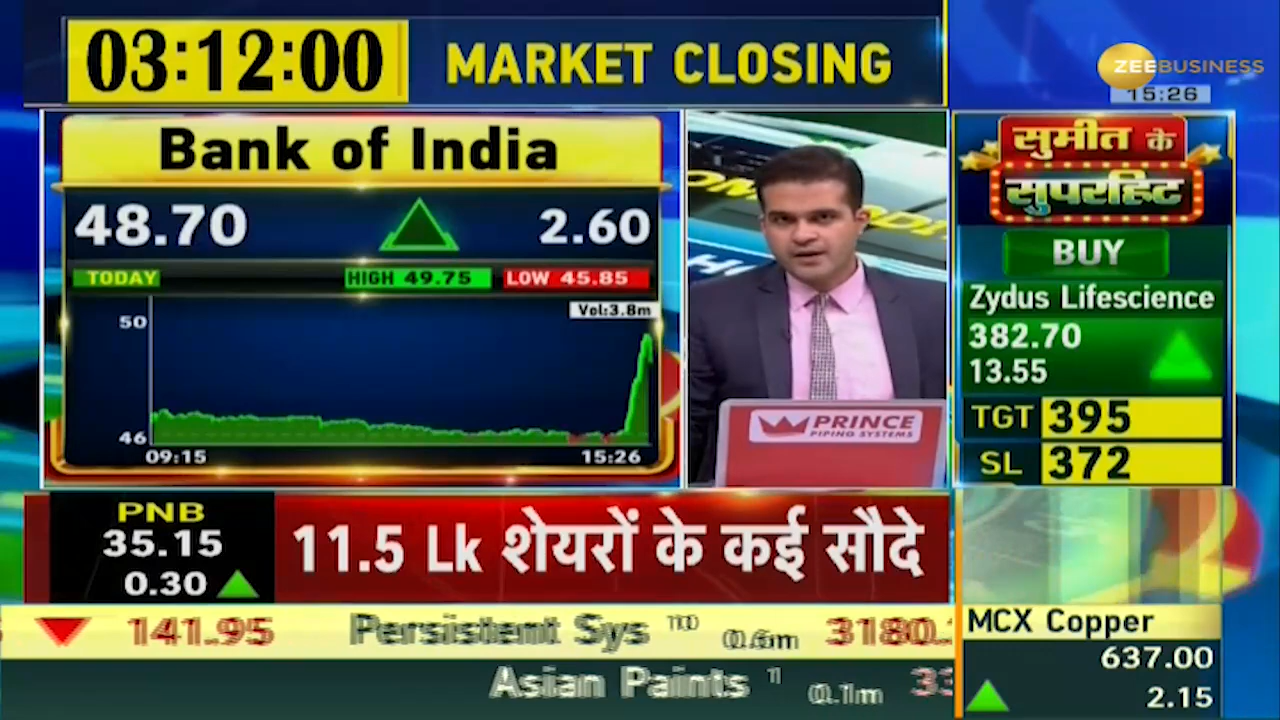 03:12:00 MARKET CLOSING
ZEEBUSINESS
15:26
Bank of India
48.70 2.60
TODAY HIGH 49.75 LOW 45.85
Vol:3.8m
50
46
09:15 15:26
PRINCE
PIPING SYSTEMS
सुमीत के
सुपरहिट
BUY
Zydus Lifescience
382.70
13.55
TGT 395
SL 372
PNB
35.15
0.30
11.5 Lk शेयरों के कई सौदे
141.95 Persistent Sys
Asian Paints 0.1m
MCX Copper
637.00
2.15